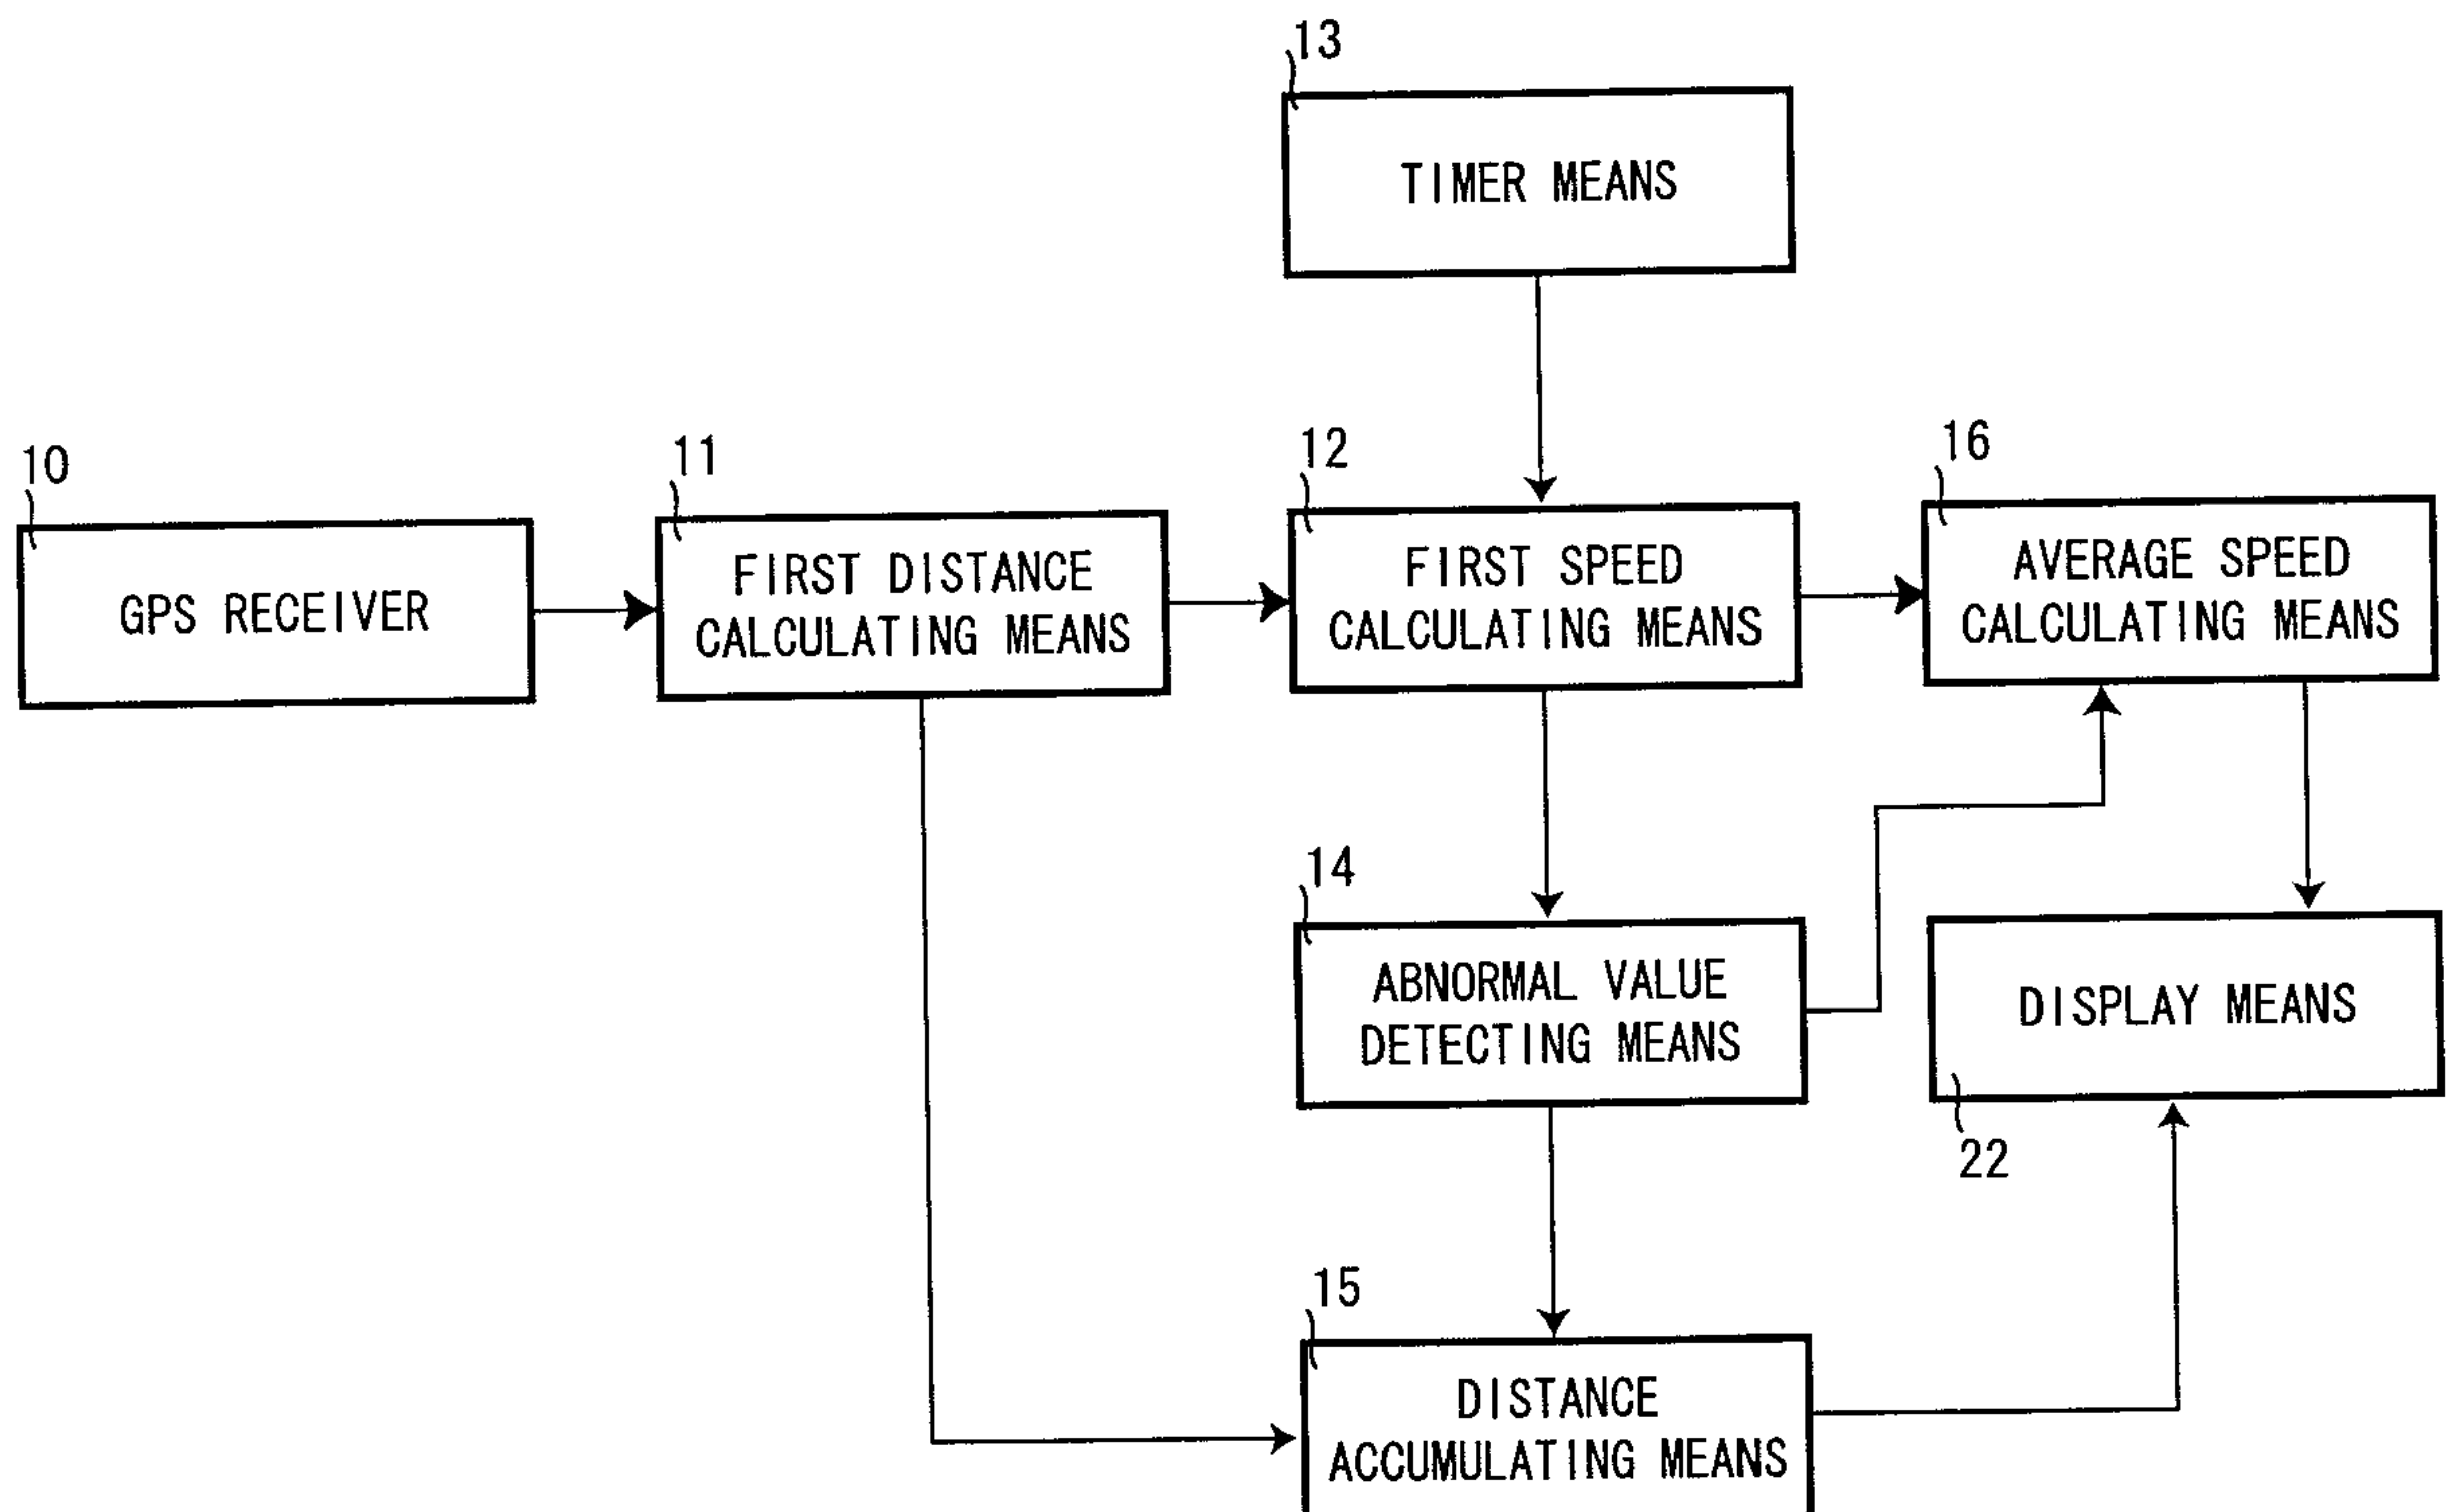 13
TIMER MEANS
10
GPS RECEIVER
11
FIRST DISTANCE
CALCULATING MEANS
12
FIRST SPEED
CALCULATING MEANS
16
AVERAGE SPEED
CALCULATING MEANS
14
ABNORMAL VALUE
DETECTING MEANS
DISPLAY MEANS
22
15
DISTANCE
ACCUMULATING MEANS